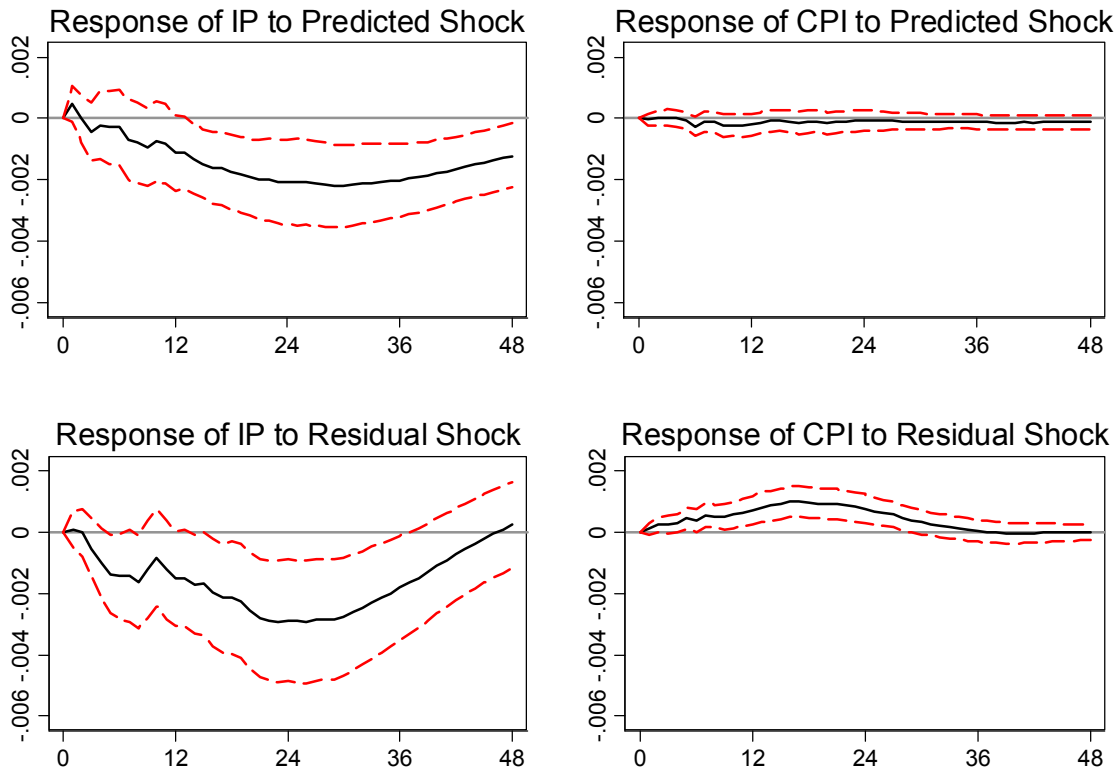 Response of IP to Predicted Shock
.002
0
-.002
-.004
-.006
0 12 24 36 48
Response of CPI to Predicted Shock
.002
0
-.002
-.004
-.006
0 12 24 36 48
Response of IP to Residual Shock
.002
0
-.002
-.004
-.006
0 12 24 36 48
Response of CPI to Residual Shock
.002
0
-.002
-.004
-.006
0 12 24 36 48